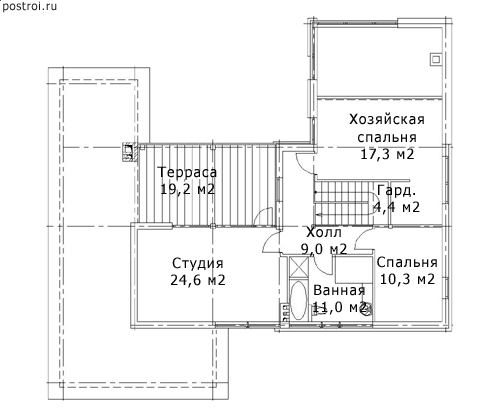 postroi.ru
Хозяйская
спальня
17,3 м2
Терраса
19,2 м2
Гард.
4,4 м2
Холл
9,0 м2
Студия
24,6 м2
Спальня
10,3 м2
Ванная
11,0 м2